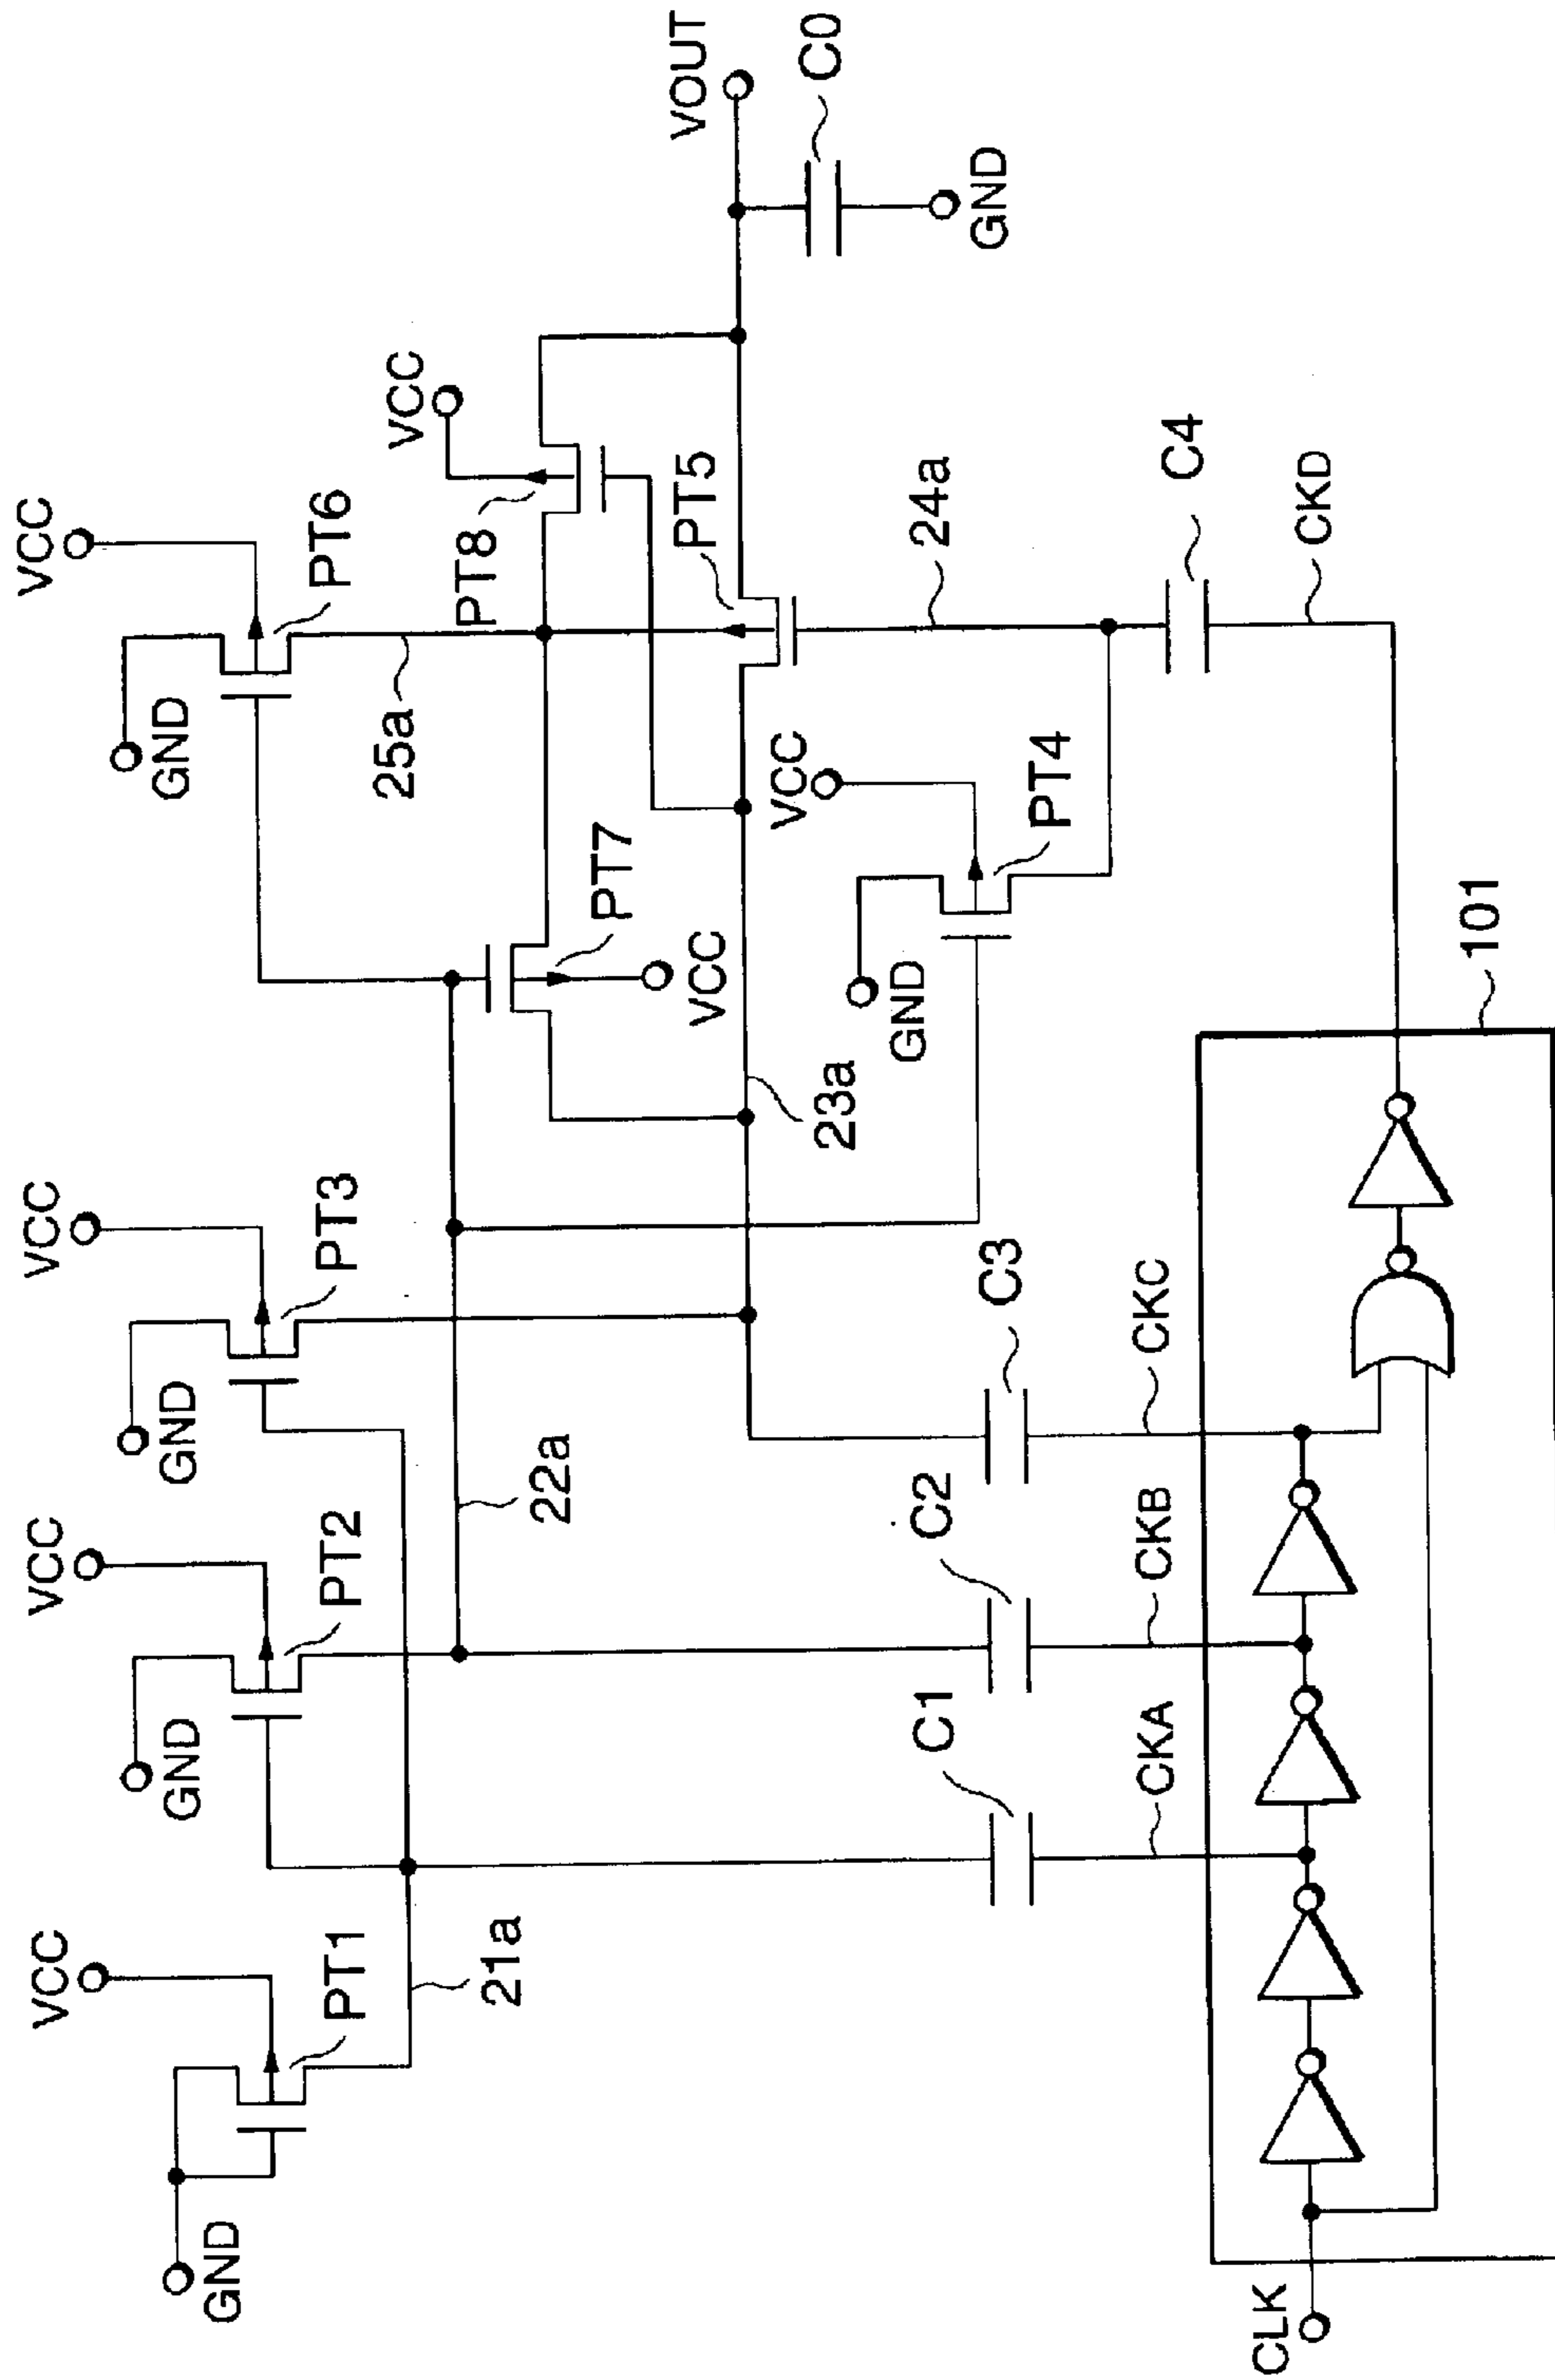 VCC
VCC
VCC
VCC
GND
PT1
GND
PT2
GND
PT3
GND
PT6
VCC
25a
PT8
VOUT
PT7
VCC
PT5
C0
21a
22a
23a
VCC
GND
GND
PT4
24a
C1
C2
C3
C4
CKA
CKB
CKC
CKD
101
CLK